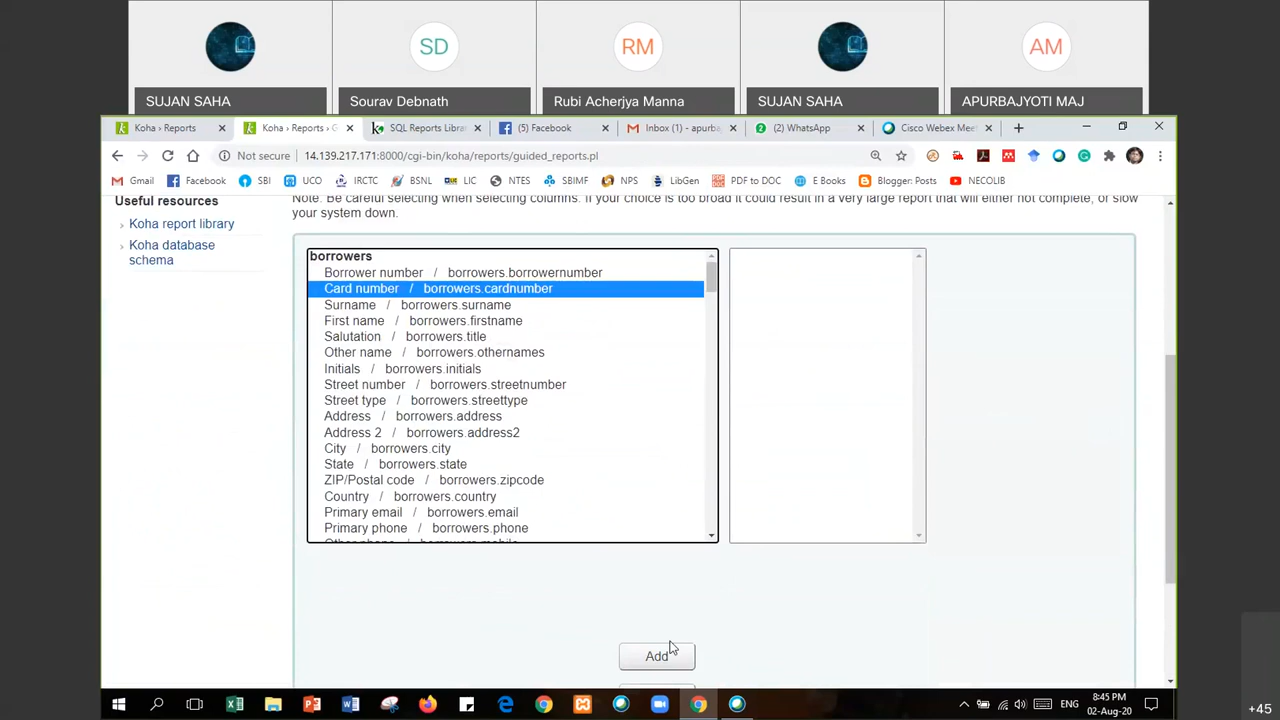 SD
RM
AM
SUJAN SAHA
Sourav Debnath
Rubi Acherjya Manna
SUJAN SAHA
APURBAJYOTI MAJ
Koha › Reports
Koha › Reports › G
SQL Reports Libra
(5) Facebook
Inbox (1) - apurba
(2) WhatsApp
Cisco Webex Meet
Not secure
14.139.217.171:8000/cgi-bin/koha/reports/guided_reports.pl
Gmail
Facebook
SBI
UCO
IRCTC
BSNL
LIC
NTES
SBIMF
NPS
LibGen
PDF to DOC
E Books
Blogger: Posts
NECOLIB
Useful resources
Koha report library
Koha database
schema
Note: Be careful selecting when selecting columns. If your choice is too broad it could result in a very large report that will either not complete, or slow
your system down.
borrowers
Borrower number / borrowers.borrowernumber
Card number / borrowers.cardnumber
Surname / borrowers.surname
First name / borrowers.firstname
Salutation / borrowers.title
Other name / borrowers.othernames
Initials / borrowers.initials
Street number / borrowers.streetnumber
Street type / borrowers.streettype
Address / borrowers.address
Address 2 / borrowers.address2
City / borrowers.city
State / borrowers.state
ZIP/Postal code / borrowers.zipcode
Country / borrowers.country
Primary email / borrowers.email
Primary phone / borrowers.phone
Other phone / borrowers.mobile
Add
ENG
8:45 PM
02-Aug-20
+45